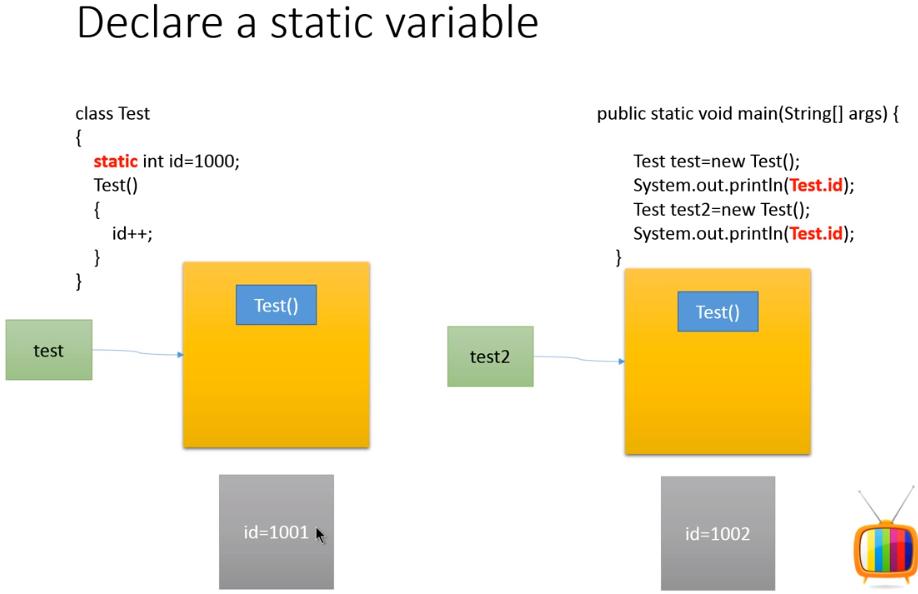 Declare a static variable
class Test
{
static int id=1000;
Test()
{
id++;
}
}
public static void main(String[] args) {
Test test=new Test();
System.out.println(Test.id);
Test test2=new Test();
System.out.println(Test.id);
}
test
Test()
id=1001
test2
Test()
id=1002